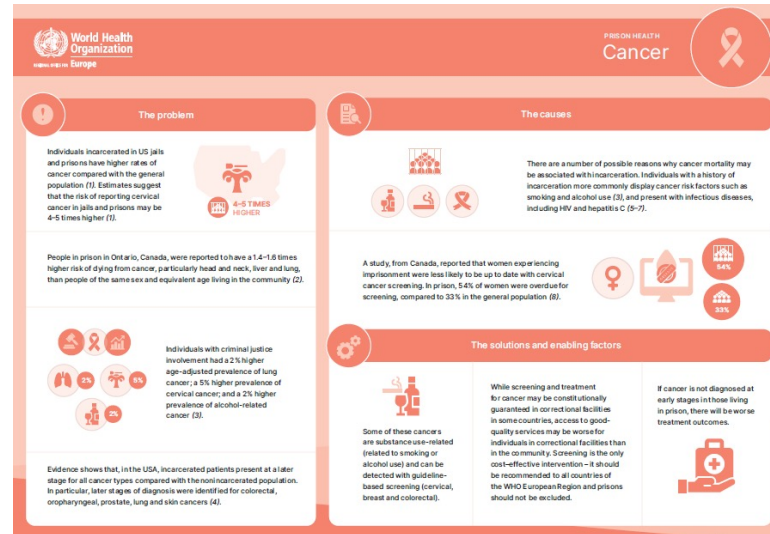 World Health
Organization
REGIONAL OFFICE FOR Europe
PRISON HEALTH
Cancer
The problem
Individuals incarcerated in US jails
and prisons have higher rates of
cancer compared with the general
population (1). Estimates suggest
that the risk of reporting cervical
cancer in jails and prisons may be
4–5 times higher (1).
4–5 TIMES
HIGHER
People in prison in Ontario, Canada, were reported to have a 1.4–1.6 times
higher risk of dying from cancer, particularly head and neck, liver and lung,
than people of the same sex and equivalent age living in the community (2).
2%
5%
2%
Individuals with criminal justice
involvement had a 2% higher
age-adjusted prevalence of lung
cancer; a 5% higher prevalence of
cervical cancer; and a 2% higher
prevalence of alcohol-related
cancer (3).
Evidence shows that, in the USA, incarcerated patients present at a later
stage for all cancer types compared with the nonincarcerated population.
In particular, later stages of diagnosis were identified for colorectal,
oropharyngeal, prostate, lung and skin cancers (4).
The causes
There are a number of possible reasons why cancer mortality may
be associated with incarceration. Individuals with a history of
incarceration more commonly display cancer risk factors such as
smoking and alcohol use (3), and present with infectious diseases,
including HIV and hepatitis C (5–7).
A study, from Canada, reported that women experiencing
imprisonment were less likely to be up to date with cervical
cancer screening. In prison, 54% of women were overdue for
screening, compared to 33% in the general population (8).
54%
33%
The solutions and enabling factors
Some of these cancers
are substance use-related
(related to smoking or
alcohol use) and can be
detected with guideline-
based screening (cervical,
breast and colorectal).
While screening and treatment
for cancer may be constitutionally
guaranteed in correctional facilities
in some countries, access to good-
quality services may be worse for
individuals in correctional facilities than
in the community. Screening is the only
cost-effective intervention – it should
be recommended to all countries of
the WHO European Region and prisons
should not be excluded.
If cancer is not diagnosed at
early stages in those living
in prison, there will be worse
treatment outcomes.